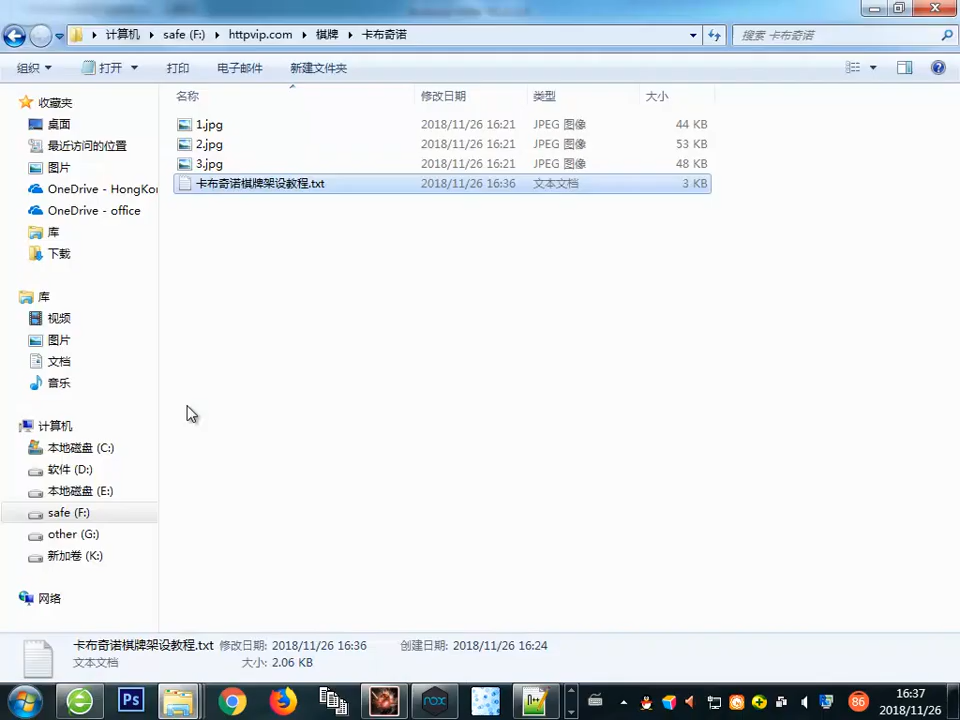 计算机 safe (F:) httpvip.com 棋牌 卡布奇诺
搜索 卡布奇诺
组织 打开 打印 电子邮件 新建文件夹
名称 修改日期 类型 大小
1.jpg 2018/11/26 16:21 JPEG 图像 44 KB
2.jpg 2018/11/26 16:21 JPEG 图像 53 KB
3.jpg 2018/11/26 16:21 JPEG 图像 48 KB
卡布奇诺棋牌架设教程.txt 2018/11/26 16:36 文本文档 3 KB
收藏夹
桌面
最近访问的位置
图片
OneDrive - HongKo
OneDrive - office
库
下载
库
视频
图片
文档
音乐
计算机
本地磁盘 (C:)
软件 (D:)
本地磁盘 (E:)
safe (F:)
other (G:)
新加卷 (K:)
网络
卡布奇诺棋牌架设教程.txt 修改日期: 2018/11/26 16:36 创建日期: 2018/11/26 16:24
文本文档 大小: 2.06 KB
Ps
nox
86
16:37
2018/11/26